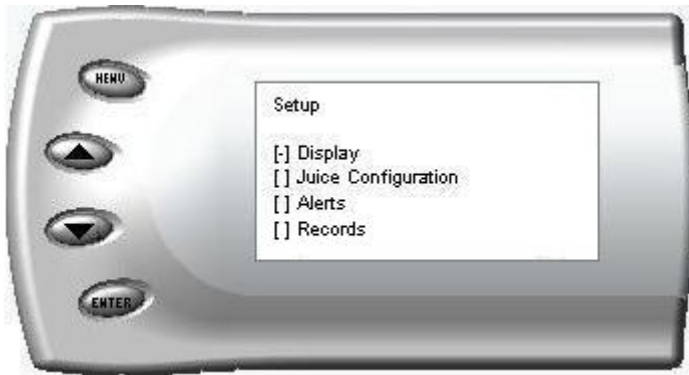 MENU
Setup
[-] Display
[ ] Juice Configuration
[ ] Alerts
[ ] Records
ENTER